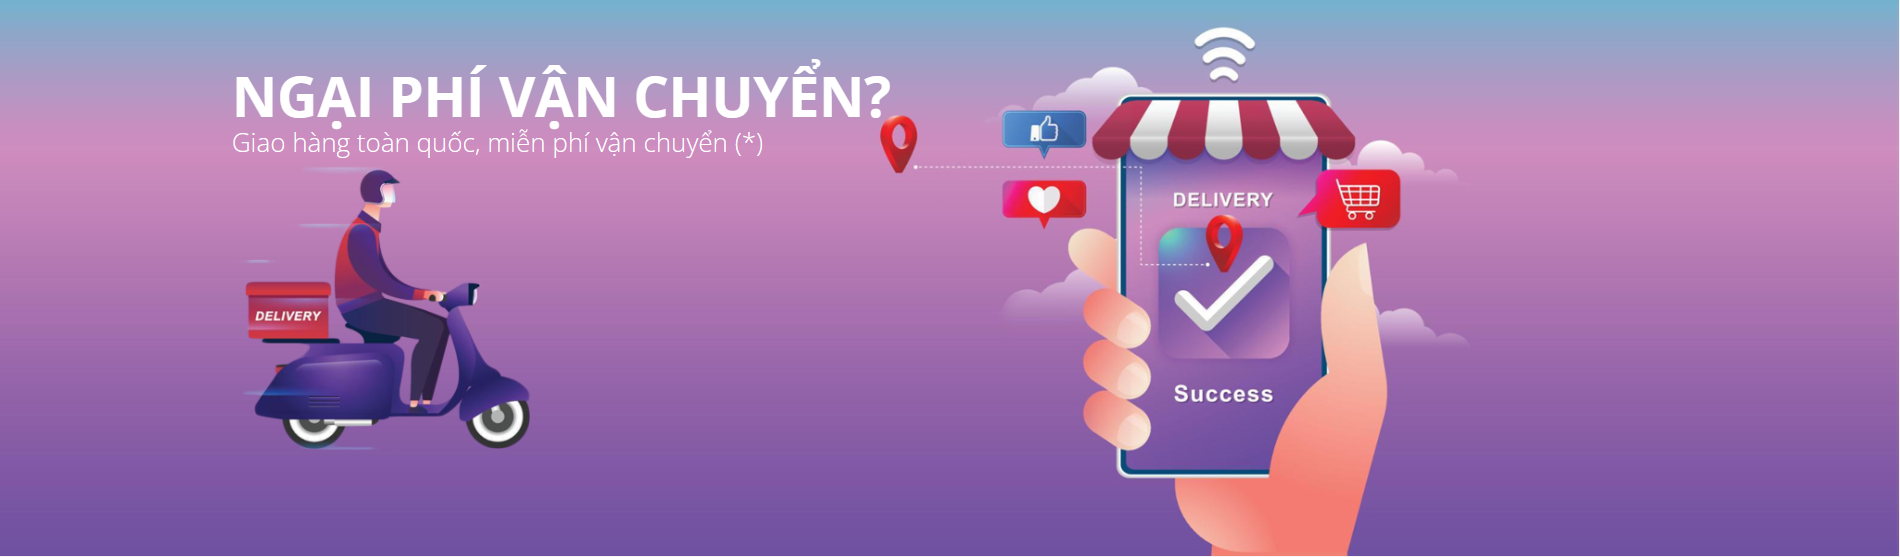 NGẠI PHÍ VẬN CHUYỂN?
Giao hàng toàn quốc, miễn phí vận chuyển (*)
DELIVERY
DELIVERY
Success